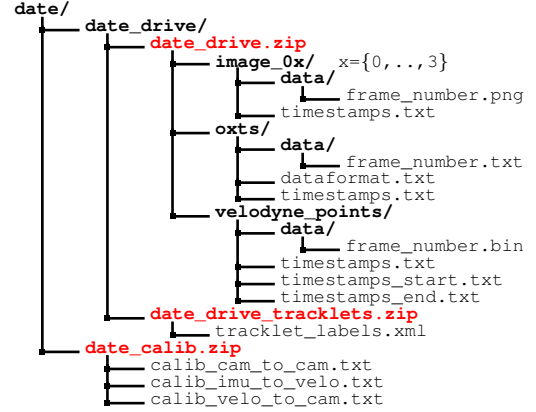 date/
date_drive/
date_drive.zip
image_0x/ x={0,..,3}
data/
frame_number.png
timestamps.txt
oxts/
data/
frame_number.txt
dataformat.txt
timestamps.txt
velodyne_points/
data/
frame_number.bin
timestamps.txt
timestamps_start.txt
timestamps_end.txt
date_drive_tracklets.zip
tracklet_labels.xml
date_calib.zip
calib_cam_to_cam.txt
calib_imu_to_velo.txt
calib_velo_to_cam.txt